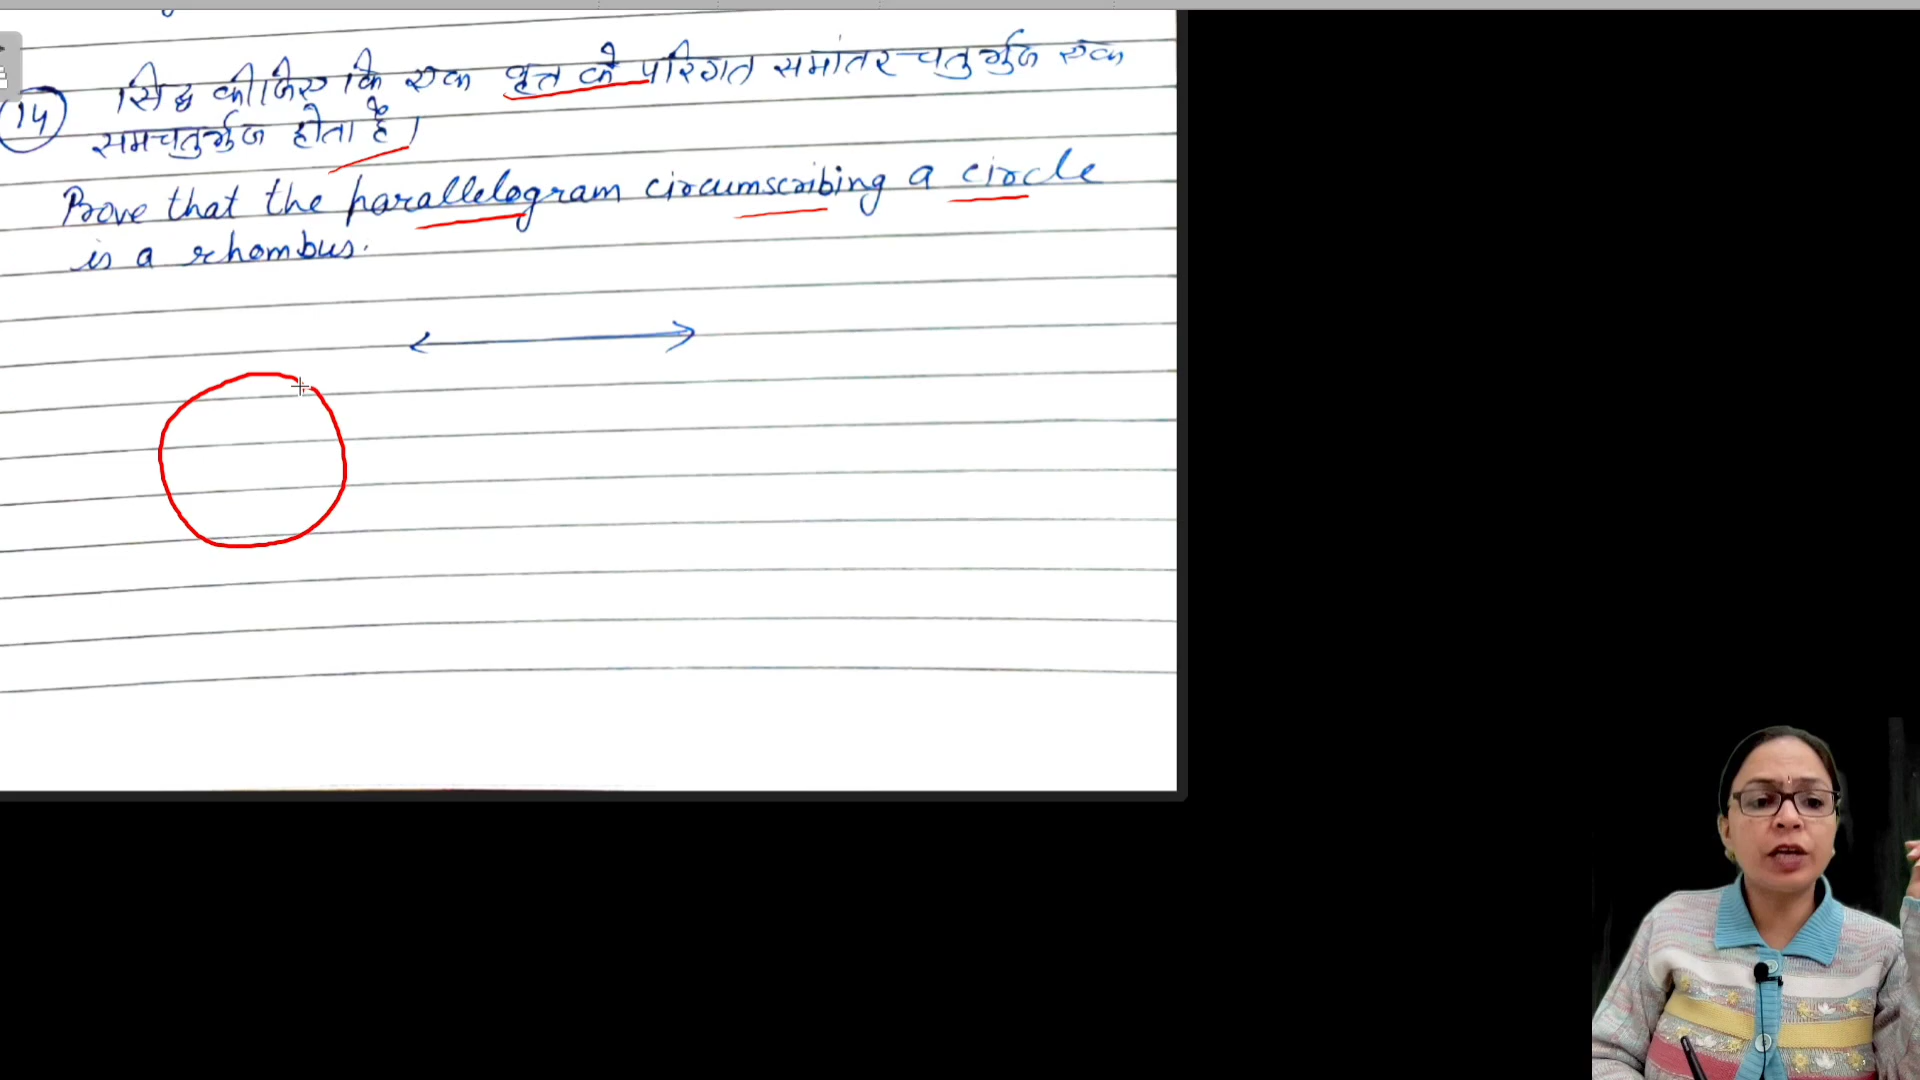 (14) सिद्ध कीजिए कि एक वृत्त के परिगत समांतर चतुर्भुज एक
समचतुर्भुज होता है।
Prove that the parallelogram circumscribing a circle
is a rhombus.